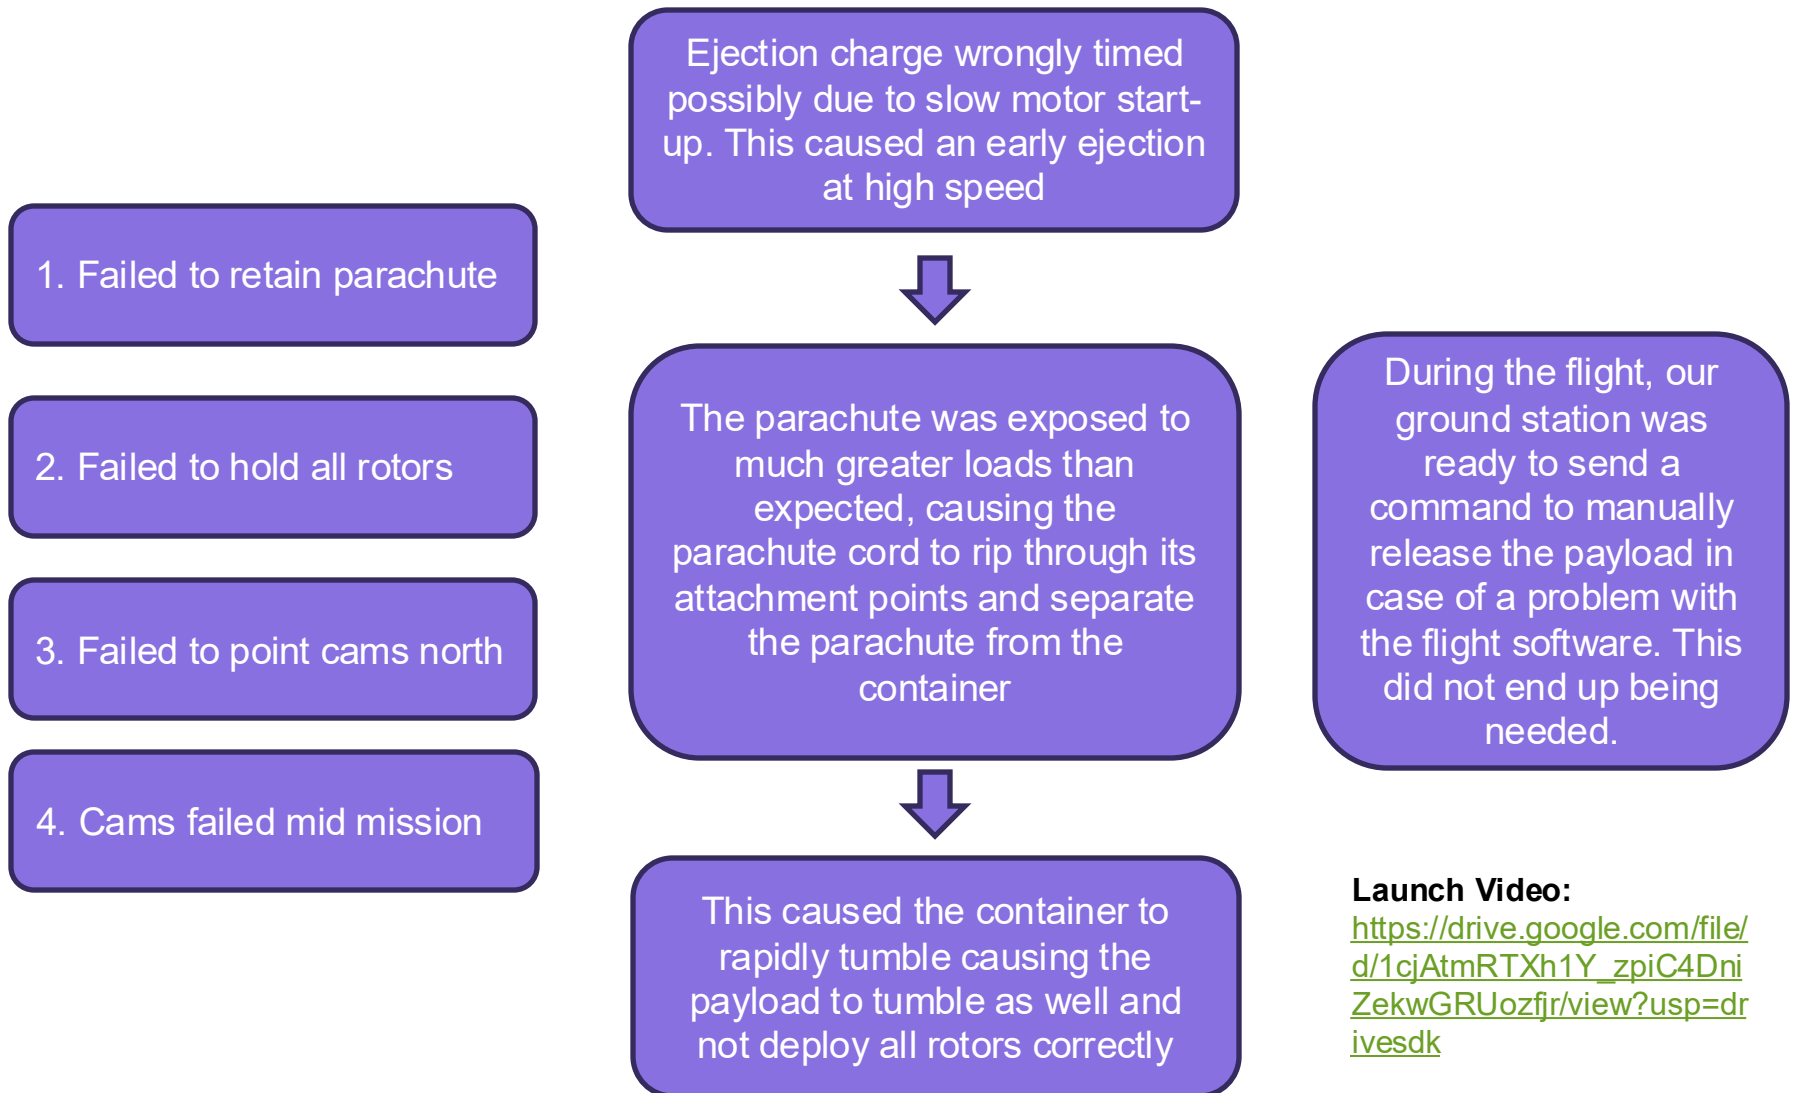 Ejection charge wrongly timed
possibly due to slow motor start-
up. This caused an early ejection
at high speed
1. Failed to retain parachute
2. Failed to hold all rotors
3. Failed to point cams north
4. Cams failed mid mission
The parachute was exposed to
much greater loads than
expected, causing the
parachute cord to rip through its
attachment points and separate
the parachute from the
container
This caused the container to
rapidly tumble causing the
payload to tumble as well and
not deploy all rotors correctly
During the flight, our
ground station was
ready to send a
command to manually
release the payload in
case of a problem with
the flight software. This
did not end up being
needed.
Launch Video:
https://drive.google.com/file/
d/1cjAtmRTXh1Y_zpiC4Dni
ZekwGRUozfjr/view?usp=dr
ivesdk